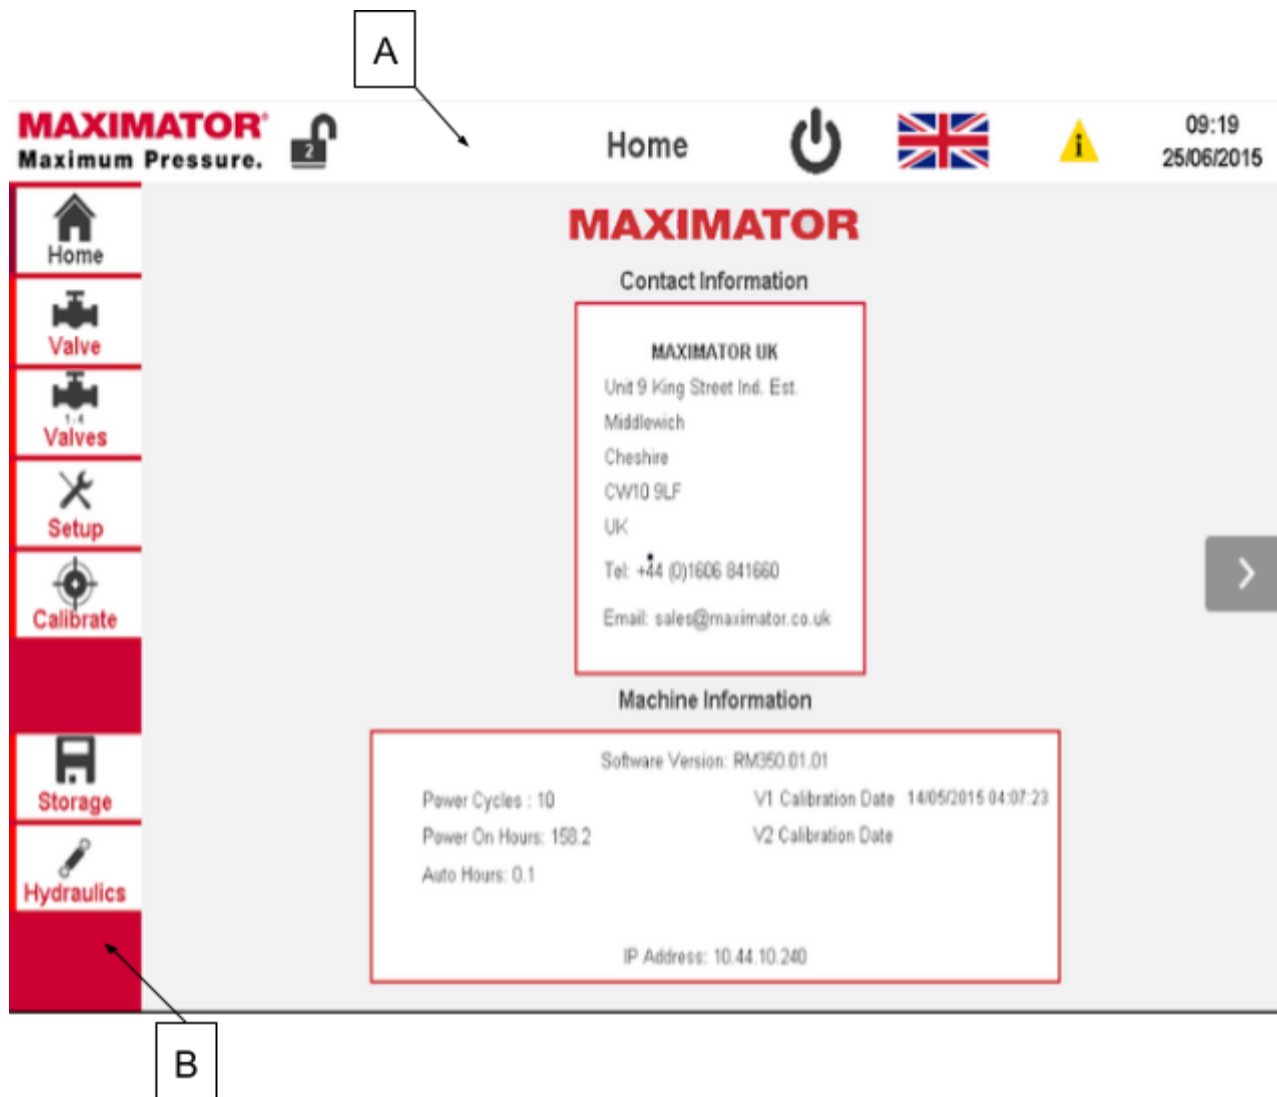 A
MAXIMATOR®
Maximum Pressure.
2
Home
i
09:19
25/06/2015
Home
Valve
1-4
Valves
Setup
Calibrate
Storage
Hydraulics
MAXIMATOR
Contact Information
MAXIMATOR UK
Unit 9 King Street Ind. Est.
Middlewich
Cheshire
CW10 9LF
UK
Tel: +44 (0)1606 841660
Email: sales@maximator.co.uk
>
Machine Information
Software Version: RM350.01.01
Power Cycles : 10
V1 Calibration Date 14/05/2015 04:07:23
Power On Hours: 158.2
V2 Calibration Date
Auto Hours: 0.1
IP Address: 10.44.10.240
B